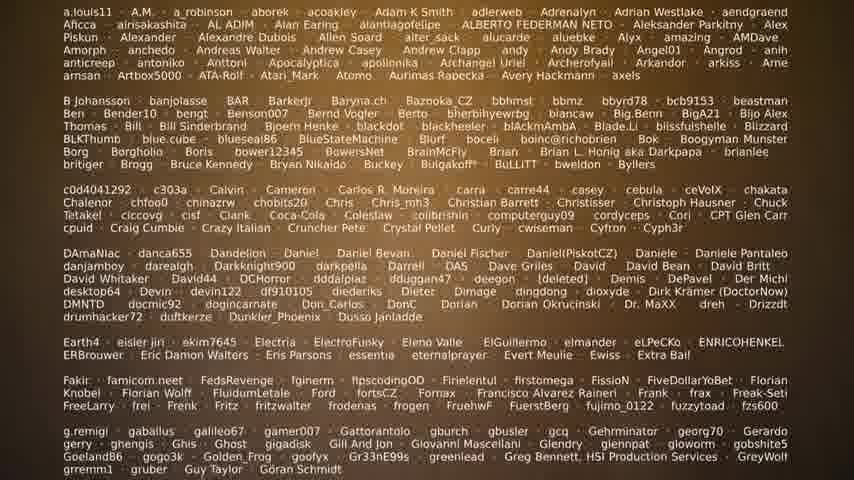 a.louis11 · A.M. · a_robinson · aborek · acoakley · Adam K Smith · adlerweb · Adrenalyn · Adrian Westlake · aendgraend
Aficca · ainsakashita · AL ADIM · Alan Earing · alantiagofelipe · ALBERTO FEDERMAN NETO · Aleksander Parkitny · Alex
Piskun · Alexander · Alexandre Dubois · Allen Soard · alter_sack · alucarde · aluebke · Alyx · amazing · AMDave
Amorph · anchedo · Andreas Walter · Andrew Casey · Andrew Clapp · andy · Andy Brady · Angel01 · Angrod · anih
anticreep · antoniko · Anttoni · Apocalyptica · apolionika · Archangel Uriel · Archerofyail · Arkandor · arkiss · Arne
arnsan · Artbox5000 · ATA-Rolf · Atari_Mark · Atomo · Aurimas Rapecka · Avery Hackmann · axels
B Johansson · banjolasse · BAR · BarkerJr · Baryna.ch · Bazooka_CZ · bbhmst · bbmz · bbyrd78 · bcb9153 · beastman
Ben · Bender10 · bengt · Benson007 · Bernd Vogler · Berto · bherbihyewrbg · biancaw · Big.Benn · BigA21 · Bijo Alex
Thomas · Bill · Bill Sinderbrand · Bjoern Henke · blackdot · blackheeler · blAckmAmbA · Blade.Li · blissfulshelle · Blizzard
BLKThumb · blue.cube · blueseal86 · BlueStateMachine · Blurf · boceli · boinc@richobrien · Bok · Boogyman Munster
Borg · Borgholio · Boris · bower12345 · BowersNet · BrainMcFly · Brian · Brian L. Honig aka Darkpapa · brianlee
britiger · Brogg · Bruce Kennedy · Bryan Nikaido · Buckey · Bulgakoff** · BuLLiTT · bweldon · Byllers
c0d4041292 · c303a · Calvin · Cameron · Carlos R. Moreira · carra · carre44 · casey · cebula · ceVoIX · chakata
Chalenor · chfoo0 · chinazrw · chobits20 · Chris · Chris_mh3 · Christian Barrett · Christisser · Christoph Hausner · Chuck
Tetakel · ciccovg · cisf · Clank · Coca-Cola · Coleslaw · colibrishin · computerguy09 · cordyceps · Cori · CPT Glen Carr
cpuid · Craig Cumbie · Crazy Italian · Cruncher Pete · Crystal Pellet · Curly · cwiseman · Cyfron · Cyph3r
DAmaNIac · danca655 · Dandelion · Daniel · Daniel Bevan · Daniel Fischer · Daniel(PiskotCZ) · Daniele · Daniele Pantaleo
danjamboy · darealgh · Darkknight900 · darkpella · Darrell · DAS · Dave Griles · David · David Bean · David Britt
David Whitaker · David44 · DCHorror · dddalpiaz · dduggan47 · deegon · [deleted] · Demis · DePavel · Der Michl
desktop64 · Devin · devin122 · df910105 · diederiks · Dieter · Dimage · dingdong · dioxyde · Dirk Krämer (DoctorNow)
DMNTD · docmic92 · dogincarnate · Don_Carlos · DonC · Dorian · Dorian Okrucinski · Dr. MaXX · dreh · Drizzdt
drumhacker72 · duftkerze · Dunkler_Phoenix · Dusso Janladde
Earth4 · eisler jiri · ekim7645 · Electria · ElectroFunky · Eleno Valle · ElGuillermo · elmander · eLPeCKo · ENRICOHENKEL
ERBrouwer · Eric Damon Walters · Eris Parsons · essentia · eternalprayer · Evert Meulie · Ewiss · Extra Ball
Fakir · famicom.neet · FedsRevenge · fginerm · fipscodingOD · Firielentul · firstomega · FissioN · FiveDollarYoBet · Florian
Knobel · Florian Wolff · FluidumLetale · Ford · fortsCZ · Fornax · Francisco Alvarez Raineri · Frank · frax · Freak-Seti
FreeLarry · frei · Frenk · Fritz · fritzwalter · frodenas · frogen · FruehwF · FuerstBerg · fujimo_0122 · fuzzytoad · fzs600
g.remigi · gaballus · galileo67 · gamer007 · Gattorantolo · gburch · gbusler · gcq · Gehrminator · georg70 · Gerardo
gerry · ghengis · Ghis · Ghost · gigadisk · Gill And Jon · Giovanni Mascellani · Glendry · glennpat · gloworm · gobshite5
Goeland86 · gogo3k · Golden_Frog · goofyx · Gr33nE99s · greenlead · Greg Bennett, HSI Production Services · GreyWolf
grremm1 · gruber · Guy Taylor · Göran Schmidt